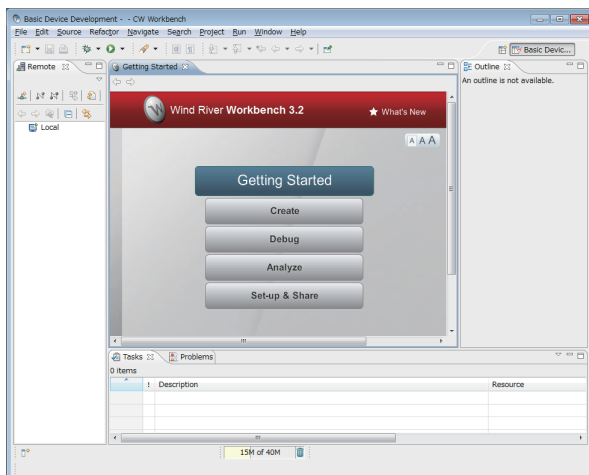 Basic Device Development - - CW Workbench
File Edit Source Refactor Navigate Search Project Run Window Help
Basic Devic...
Remote
Getting Started
Outline
An outline is not available.
Wind River Workbench 3.2
What's New
A A A
Local
Getting Started
Create
Debug
Analyze
Set-up & Share
Tasks
Problems
0 items
! Description Resource
15M of 40M